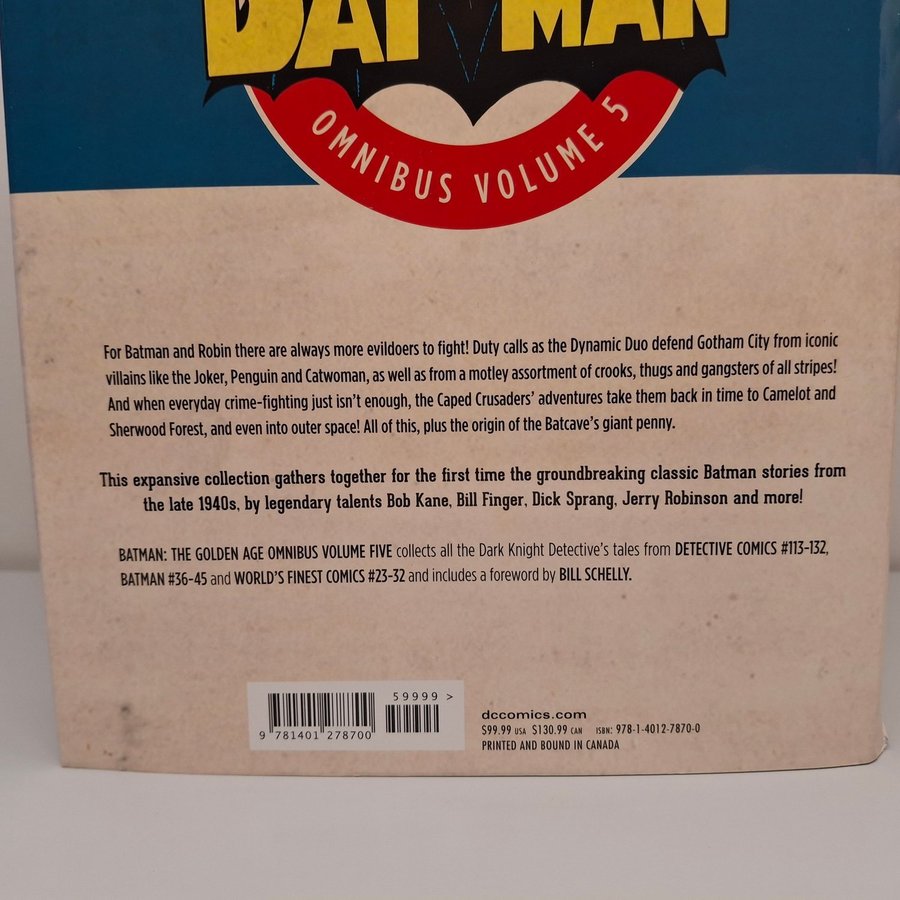 BATMAN
OMNIBUS VOLUME 5
For Batman and Robin there are always more evildoers to fight! Duty calls as the Dynamic Duo defend Gotham City from iconic
villains like the Joker, Penguin and Catwoman, as well as from a motley assortment of crooks, thugs and gangsters of all stripes!
And when everyday crime-fighting just isn't enough, the Caped Crusaders' adventures take them back in time to Camelot and
Sherwood Forest, and even into outer space! All of this, plus the origin of the Batcave's giant penny.
This expansive collection gathers together for the first time the groundbreaking classic Batman stories from
the late 1940s, by legendary talents Bob Kane, Bill Finger, Dick Sprang, Jerry Robinson and more!
BATMAN: THE GOLDEN AGE OMNIBUS VOLUME FIVE collects all the Dark Knight Detective's tales from DETECTIVE COMICS #113-132,
BATMAN #36-45 and WORLD'S FINEST COMICS #23-32 and includes a foreword by BILL SCHELLY.
59999 >
9 781401 278700
dccomics.com
$99.99 USA $130.99 CAN ISBN: 978-1-4012-7870-0
PRINTED AND BOUND IN CANADA